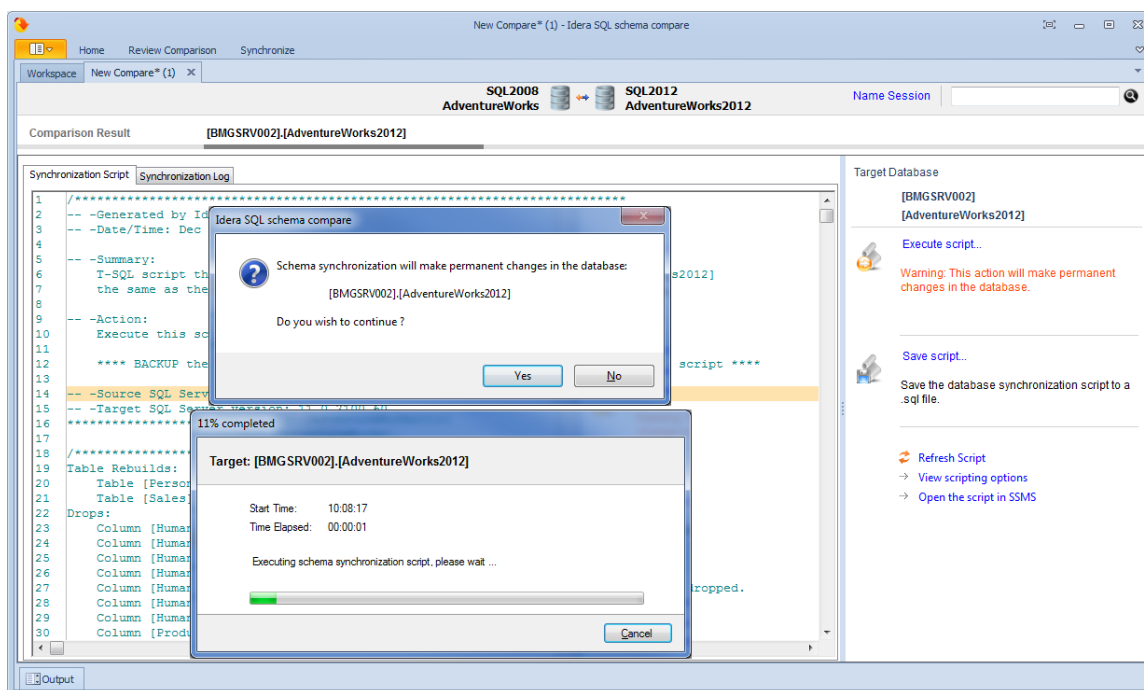 New Compare* (1) - Idera SQL schema compare
Home Review Comparison Synchronize
Workspace New Compare* (1)
SQL2008 SQL2012
AdventureWorks AdventureWorks2012
Name Session
Comparison Result [BMGSRV002].[AdventureWorks2012]
Synchronization Script Synchronization Log
1 /***************************************************************************
2 -- -Generated by Id
3 -- -Date/Time: Dec
4
5 -- -Summary:
6 T-SQL script th s2012]
7 the same as the
8
9 -- -Action:
10 Execute this sc
11
12 **** BACKUP the script ****
13
14 -- -Source SQL Serv
15 -- -Target SQL Server version: 11.0.2100.60
16 *****************
17
18 /****************
19 Table Rebuilds:
20 Table [Person
21 Table [Sales]
22 Drops:
23 Column [Human
24 Column [Human
25 Column [Human
26 Column [Human
27 Column [Human dropped.
28 Column [Human
29 Column [Human
30 Column [Produ
Idera SQL schema compare
Schema synchronization will make permanent changes in the database:
[BMGSRV002].[AdventureWorks2012]
Do you wish to continue ?
Yes No
11% completed
Target: [BMGSRV002].[AdventureWorks2012]
Start Time: 10:08:17
Time Elapsed: 00:00:01
Executing schema synchronization script, please wait ...
Cancel
Target Database
[BMGSRV002]
[AdventureWorks2012]
Execute script...
Warning: This action will make permanent
changes in the database.
Save script...
Save the database synchronization script to a
.sql file.
Refresh Script
View scripting options
Open the script in SSMS
Output